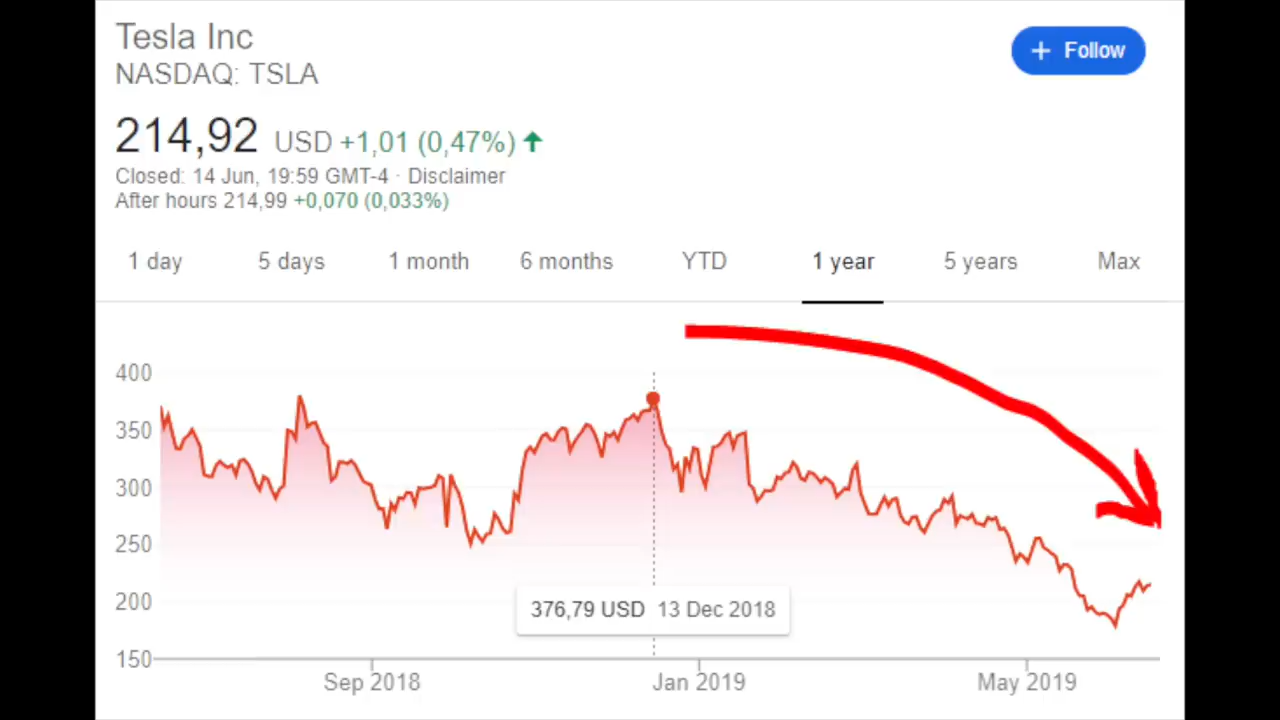 Tesla Inc
NASDAQ: TSLA
+ Follow
214,92 USD +1,01 (0,47%) ↑
Closed: 14 Jun, 19:59 GMT-4 · Disclaimer
After hours 214,99 +0,070 (0,033%)
1 day 5 days 1 month 6 months YTD 1 year 5 years Max
400
350
300
250
200
376,79 USD 13 Dec 2018
150
Sep 2018 Jan 2019 May 2019